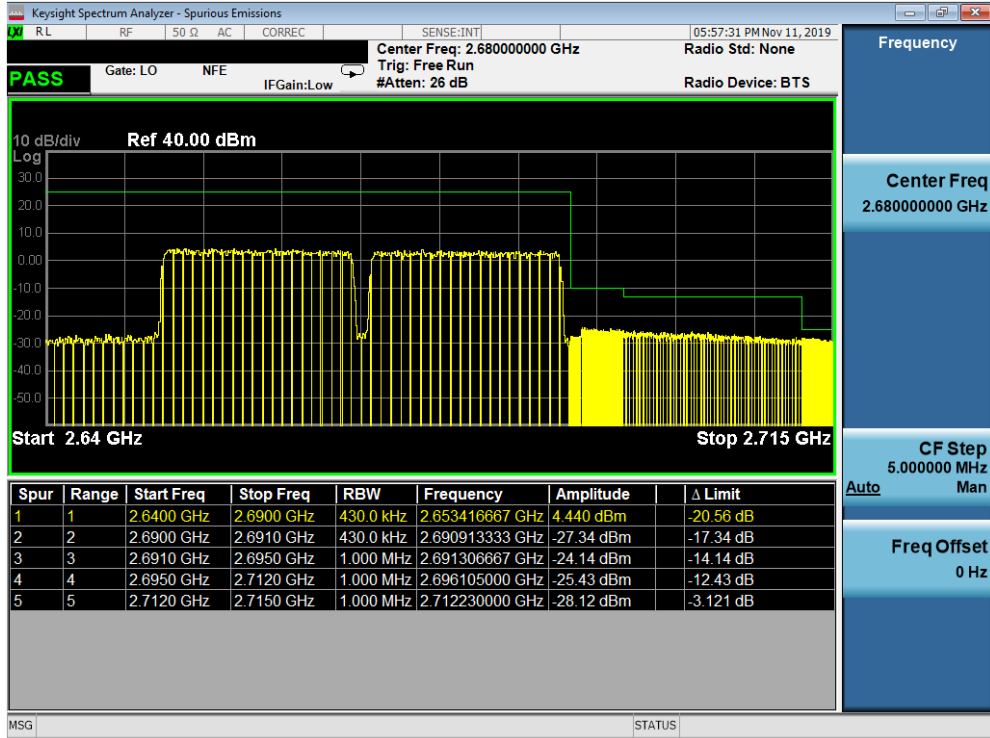 Keysight Spectrum Analyzer - Spurious Emissions
LXI RL RF 50 Ω AC CORREC SENSE:INT 05:57:31 PM Nov 11, 2019
Center Freq: 2.680000000 GHz Radio Std: None
Trig: Free Run
PASS Gate: LO NFE IFGain:Low #Atten: 26 dB Radio Device: BTS
10 dB/div Ref 40.00 dBm
Log
30.0
20.0
10.0
0.00
-10.0
-20.0
-30.0
-40.0
-50.0
Start 2.64 GHz Stop 2.715 GHz
Spur Range Start Freq Stop Freq RBW Frequency Amplitude Δ Limit
1 1 2.6400 GHz 2.6900 GHz 430.0 kHz 2.653416667 GHz 4.440 dBm -20.56 dB
2 2 2.6900 GHz 2.6910 GHz 430.0 kHz 2.690913333 GHz -27.34 dBm -17.34 dB
3 3 2.6910 GHz 2.6950 GHz 1.000 MHz 2.691306667 GHz -24.14 dBm -14.14 dB
4 4 2.6950 GHz 2.7120 GHz 1.000 MHz 2.696105000 GHz -25.43 dBm -12.43 dB
5 5 2.7120 GHz 2.7150 GHz 1.000 MHz 2.712230000 GHz -28.12 dBm -3.121 dB
MSG STATUS
Frequency
Center Freq
2.680000000 GHz
CF Step
5.000000 MHz
Auto Man
Freq Offset
0 Hz